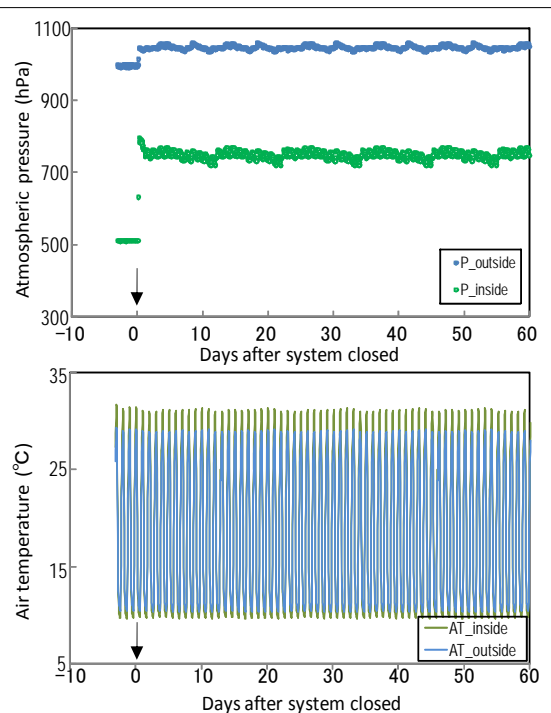 Atmospheric pressure (hPa)
1100
900
700
500
300
P_outside
P_inside
-10 0 10 20 30 40 50 60
Days after system closed
Air temperature (℃)
35
25
15
5
AT_inside
AT_outside
-10 0 10 20 30 40 50 60
Days after system closed